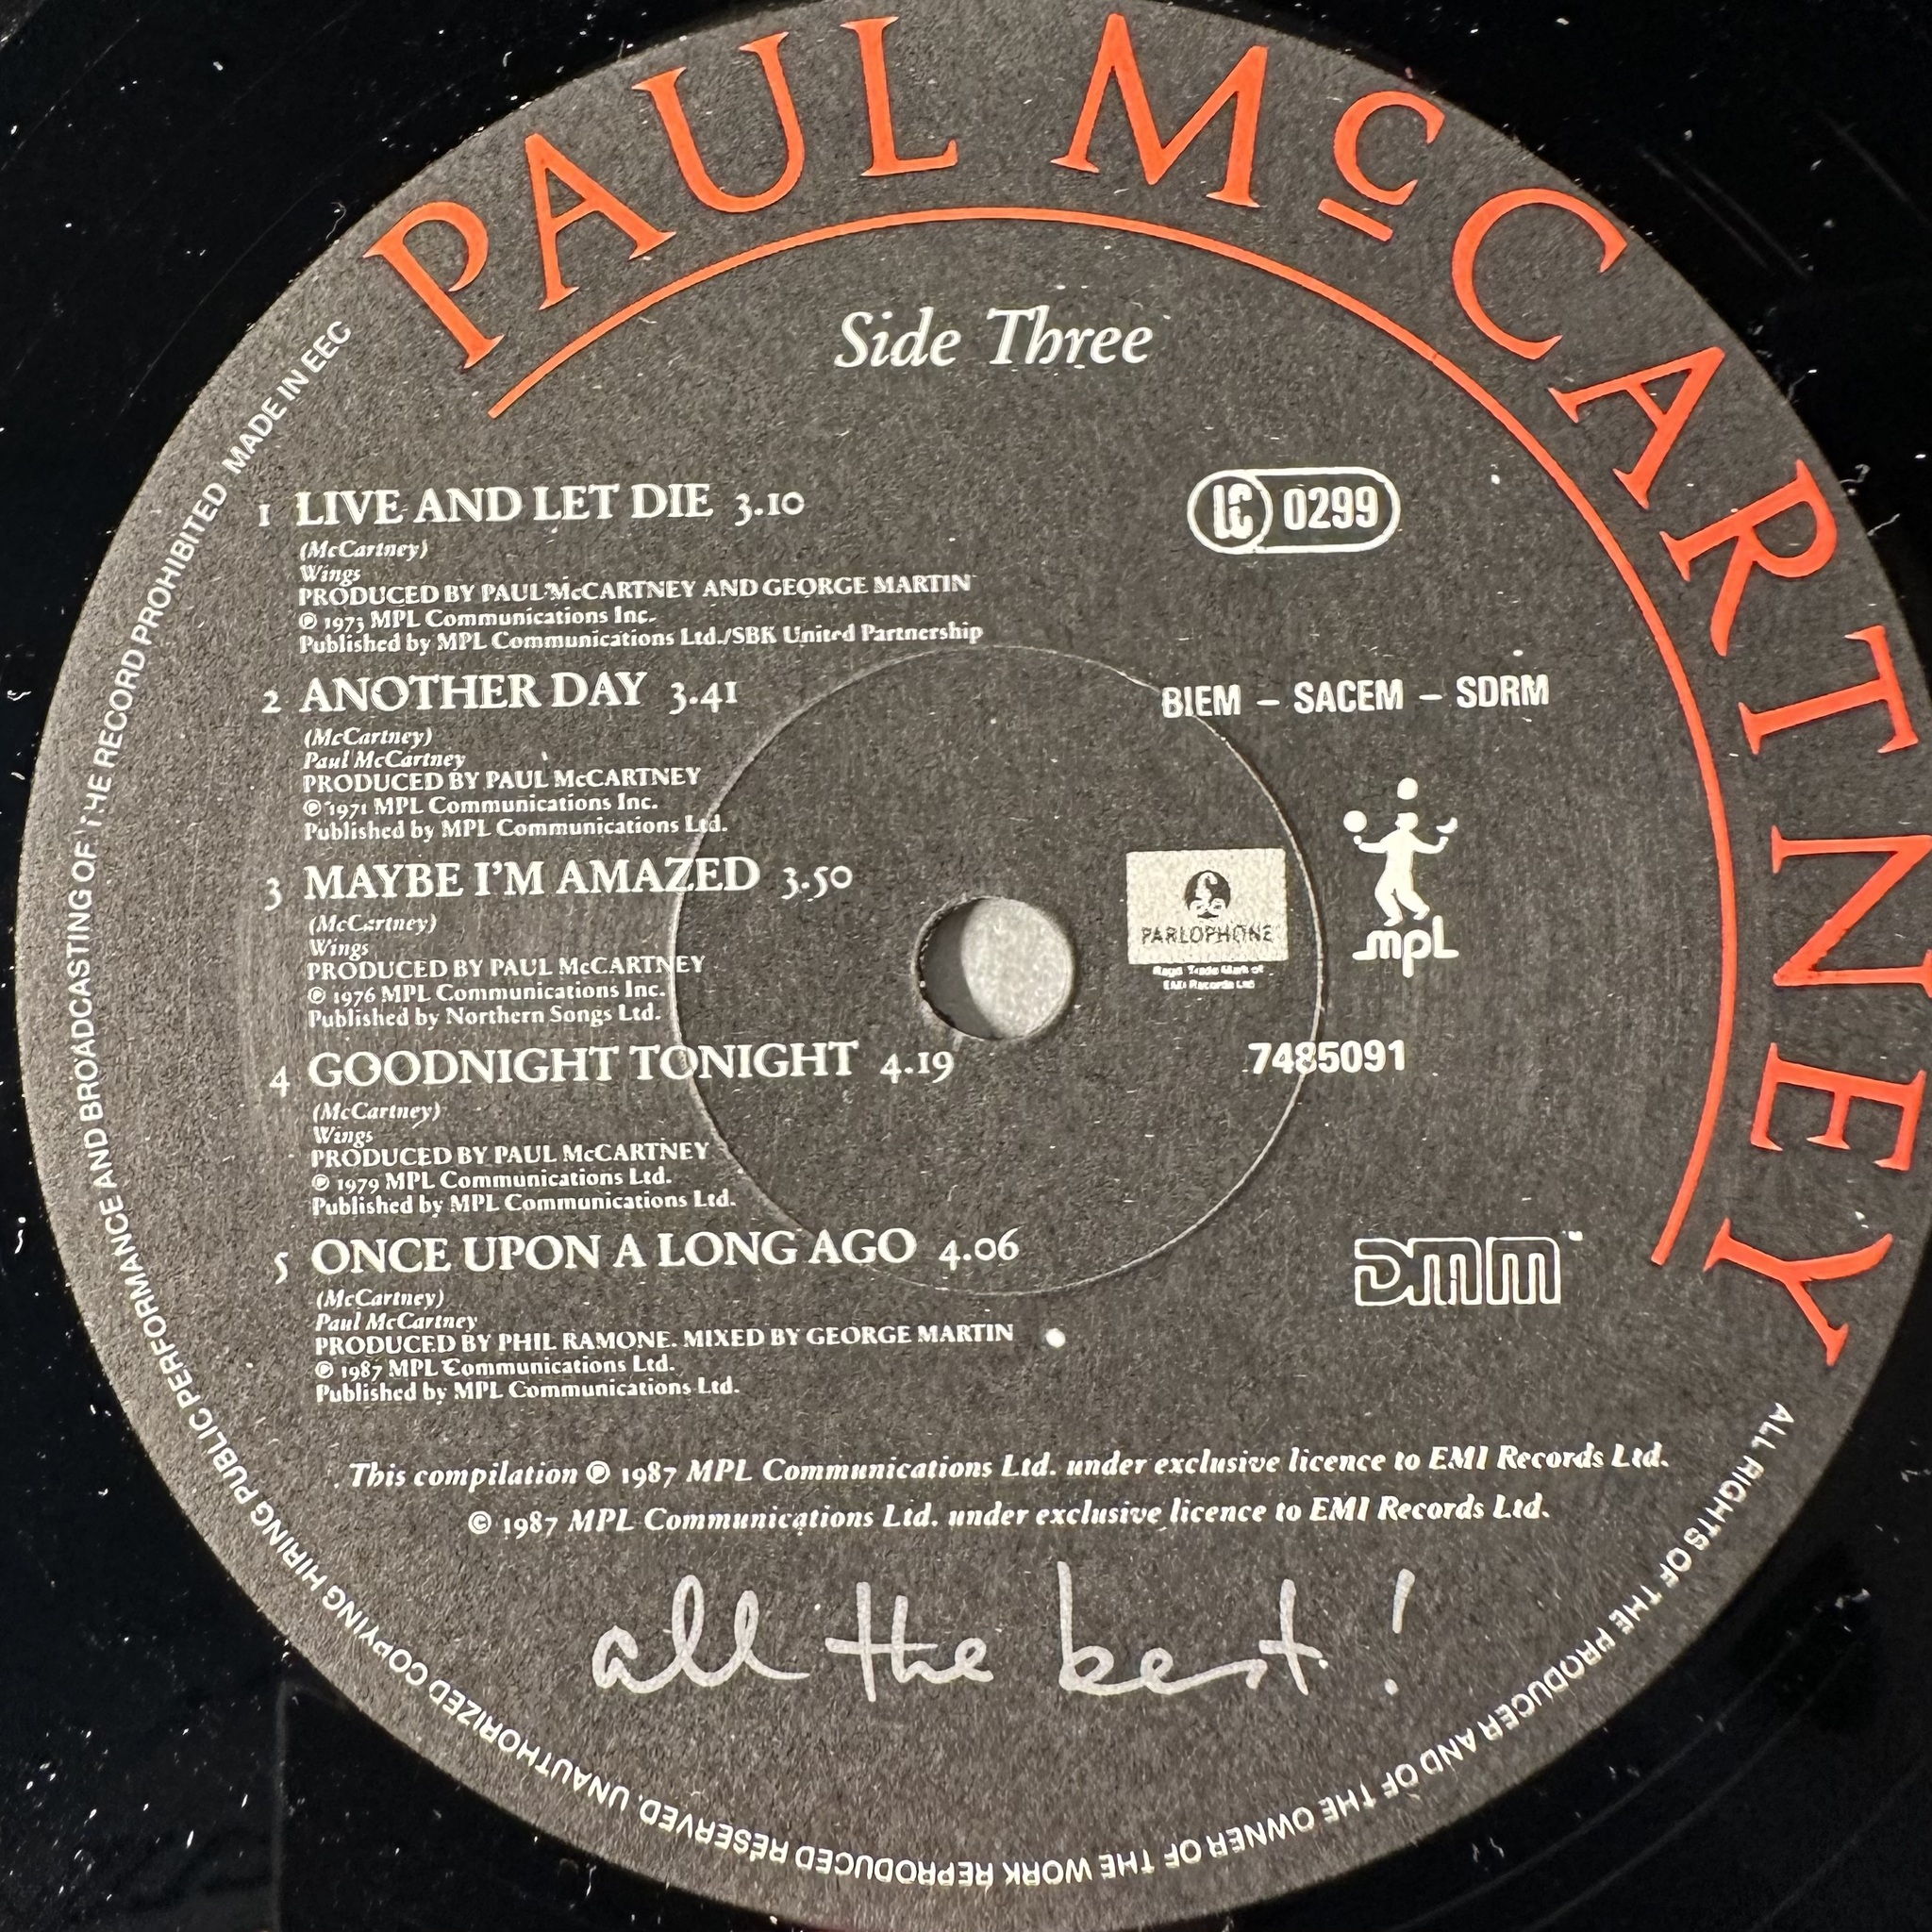 PAUL McCARTNEY
Side Three
1 LIVE AND LET DIE 3.10
(McCartney)
Wings
PRODUCED BY PAUL McCARTNEY AND GEORGE MARTIN
℗ 1973 MPL Communications Inc.
Published by MPL Communications Ltd./SBK United Partnership
LC 0299
2 ANOTHER DAY 3.41
(McCartney)
Paul McCartney
PRODUCED BY PAUL McCARTNEY
℗ 1971 MPL Communications Inc.
Published by MPL Communications Ltd.
BIEM – SACEM – SDRM
3 MAYBE I'M AMAZED 3.50
(McCartney)
Wings
PRODUCED BY PAUL McCARTNEY
℗ 1976 MPL Communications Inc.
Published by Northern Songs Ltd.
£
PARLOPHONE
Regd. Trade Mark of
EMI Records Ltd
mpl
4 GOODNIGHT TONIGHT 4.19
(McCartney)
Wings
PRODUCED BY PAUL McCARTNEY
℗ 1979 MPL Communications Ltd.
Published by MPL Communications Ltd.
7485091
5 ONCE UPON A LONG AGO 4.06
(McCartney)
Paul McCartney
PRODUCED BY PHIL RAMONE. MIXED BY GEORGE MARTIN
℗ 1987 MPL Communications Ltd.
Published by MPL Communications Ltd.
DMM™
This compilation ℗ 1987 MPL Communications Ltd. under exclusive licence to EMI Records Ltd.
© 1987 MPL Communications Ltd. under exclusive licence to EMI Records Ltd.
all the best!
ALL RIGHTS OF THE PRODUCER AND OF THE OWNER OF THE WORK REPRODUCED RESERVED. UNAUTHORIZED COPYING HIRING PUBLIC PERFORMANCE AND BROADCASTING OF THE RECORD PROHIBITED MADE IN EEC